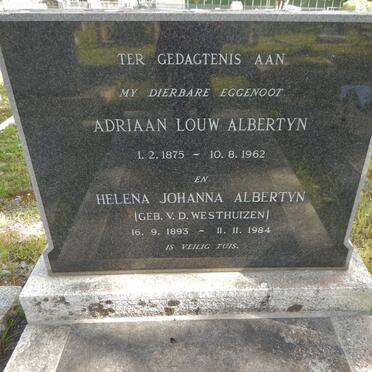 TER GEDAGTENIS AAN
MY DIERBARE EGGENOOT
ADRIAAN LOUW ALBERTYN
1.2.1875 - 10.8.1962
EN
HELENA JOHANNA ALBERTYN
(GEB. V.D. WESTHUIZEN)
16.9.1893 - 11.11.1984
IS VEILIG TUIS.